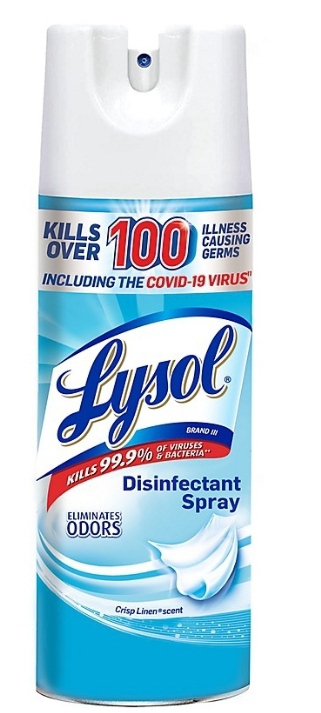 KILLS OVER 100 ILLNESS CAUSING GERMS
INCLUDING THE COVID-19 VIRUS††
Lysol®
BRAND III
KILLS 99.9% OF VIRUSES & BACTERIA**
Disinfectant
Spray
ELIMINATES
ODORS
Crisp Linen® scent